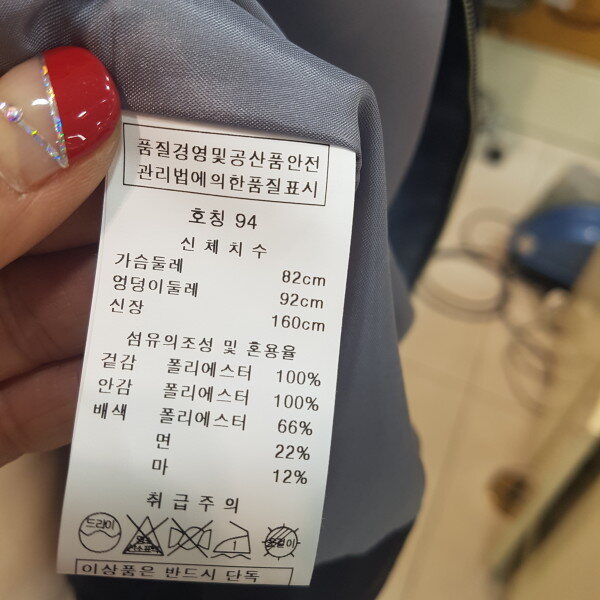 품질경영및공산품안전
관리법에의한품질표시
호칭 94
신체치수
가슴둘레 82cm
엉덩이둘레 92cm
신장 160cm
섬유의조성 및 혼용율
겉감 폴리에스터 100%
안감 폴리에스터 100%
배색 폴리에스터 66%
면 22%
마 12%
취급주의
드라이
이상품은 반드시 단독